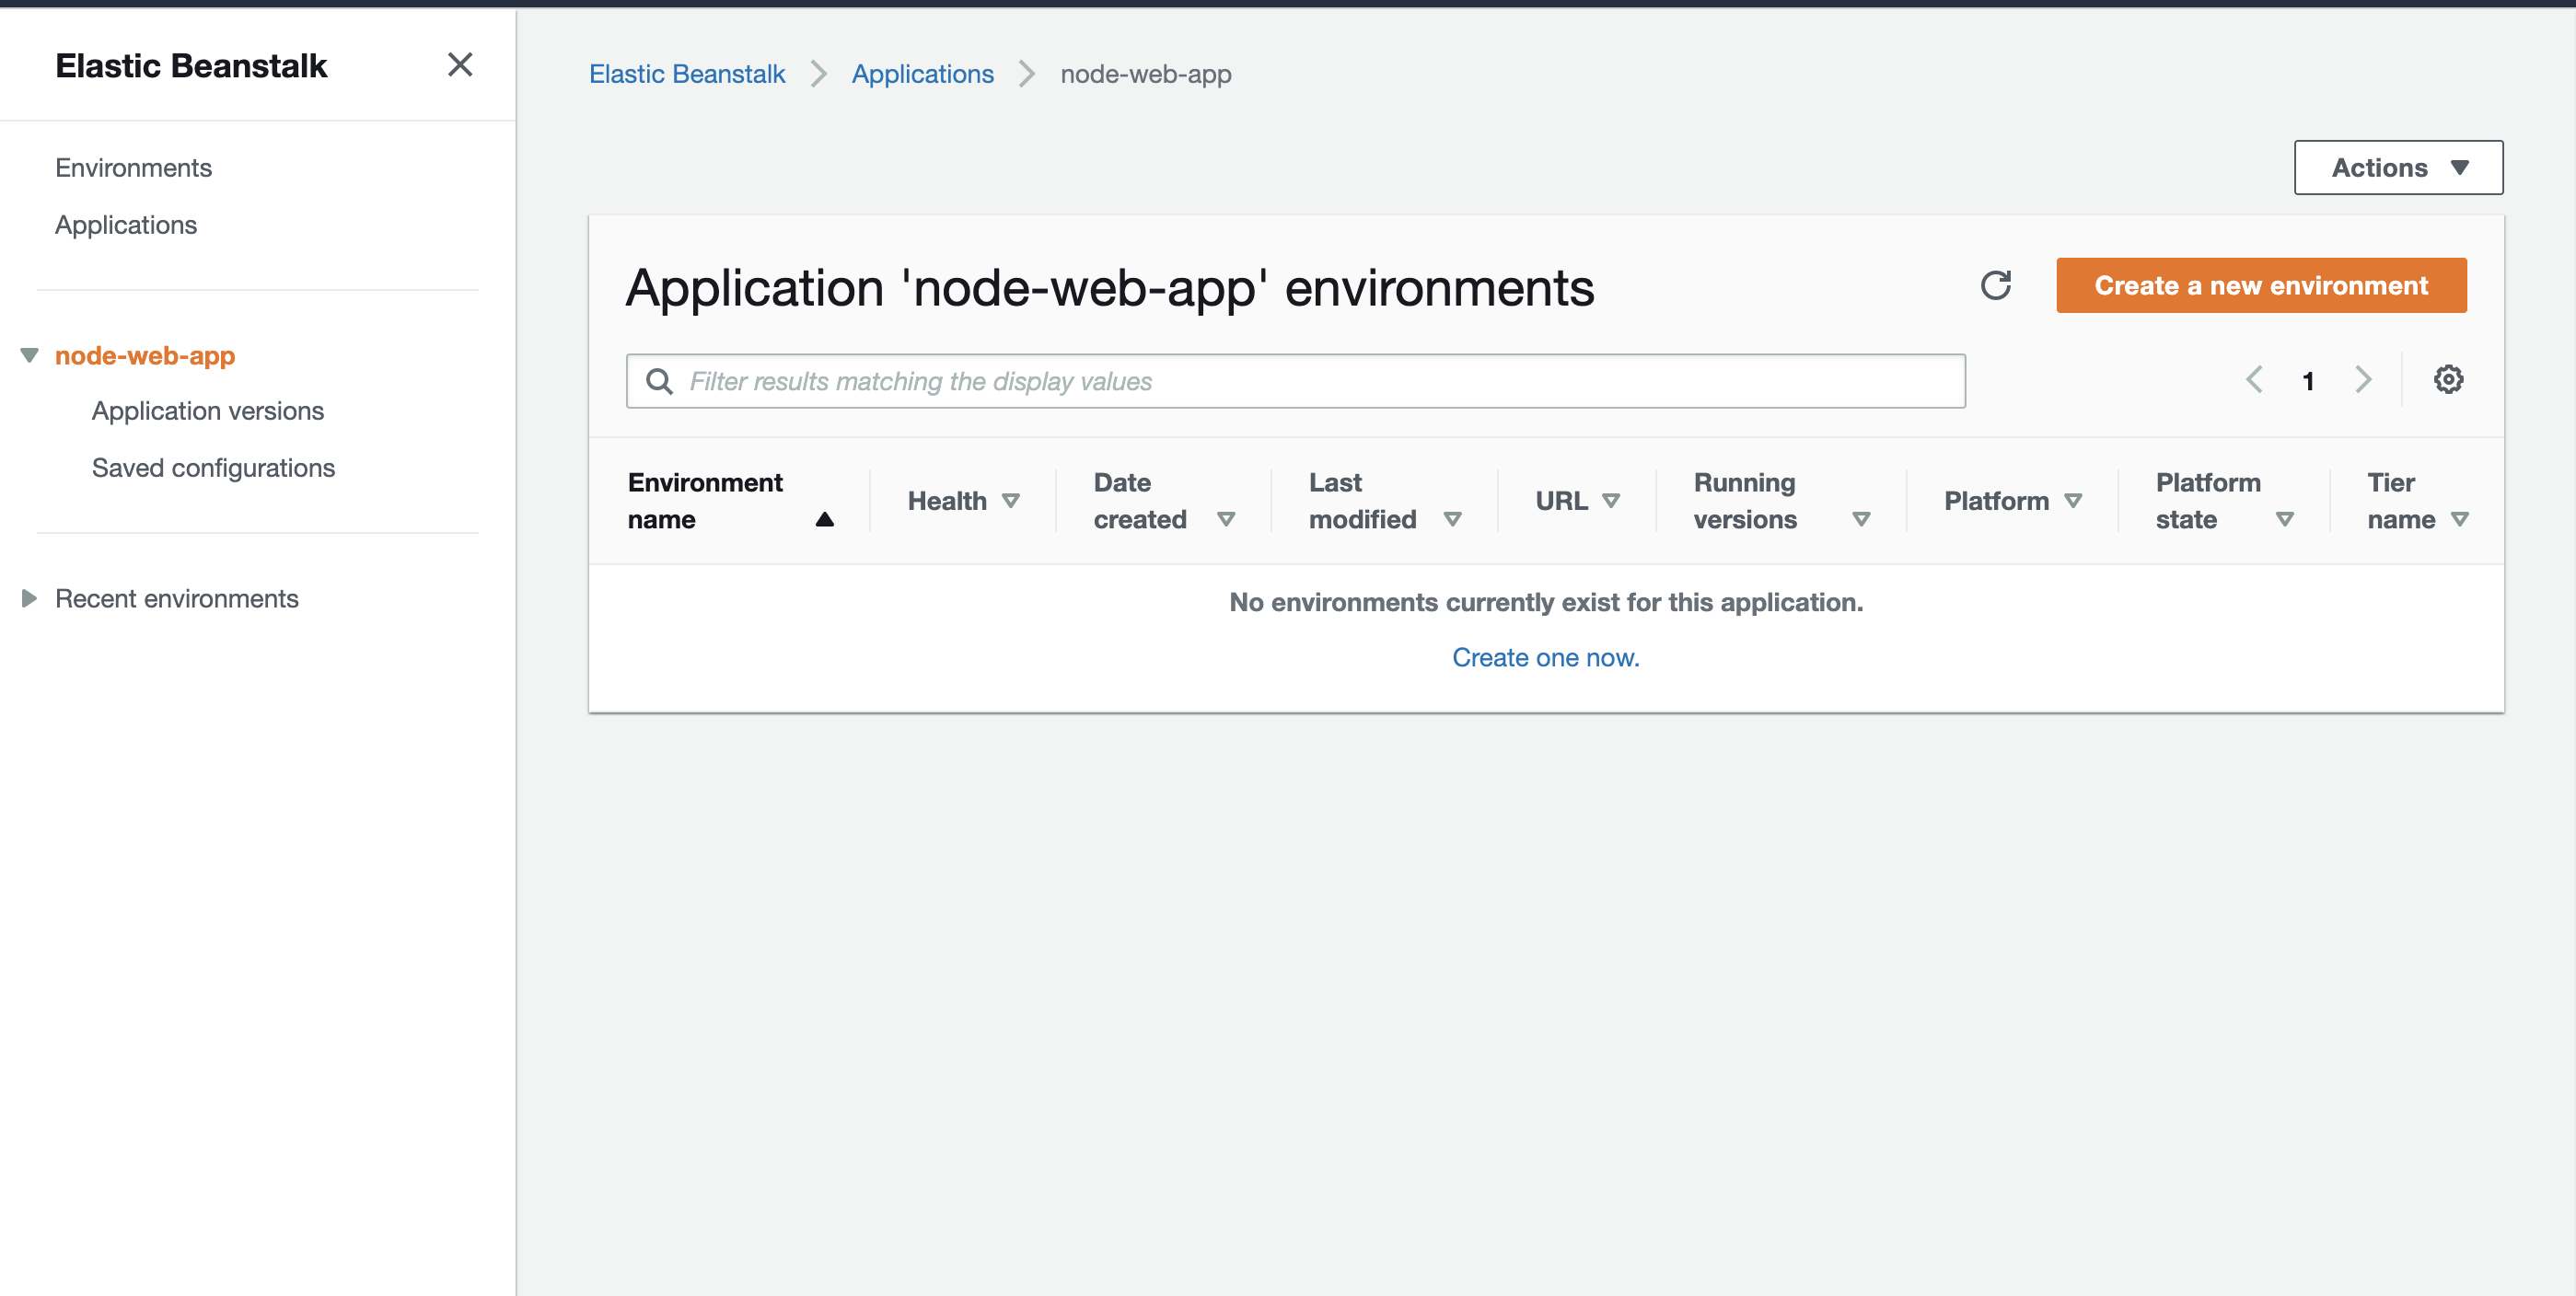 Elastic Beanstalk
Environments
Applications
node-web-app
Application versions
Saved configurations
Recent environments
Elastic Beanstalk Applications node-web-app
Actions
Application 'node-web-app' environments
Create a new environment
Filter results matching the display values
1
Environment name
Health
Date created
Last modified
URL
Running versions
Platform
Platform state
Tier name
No environments currently exist for this application.
Create one now.